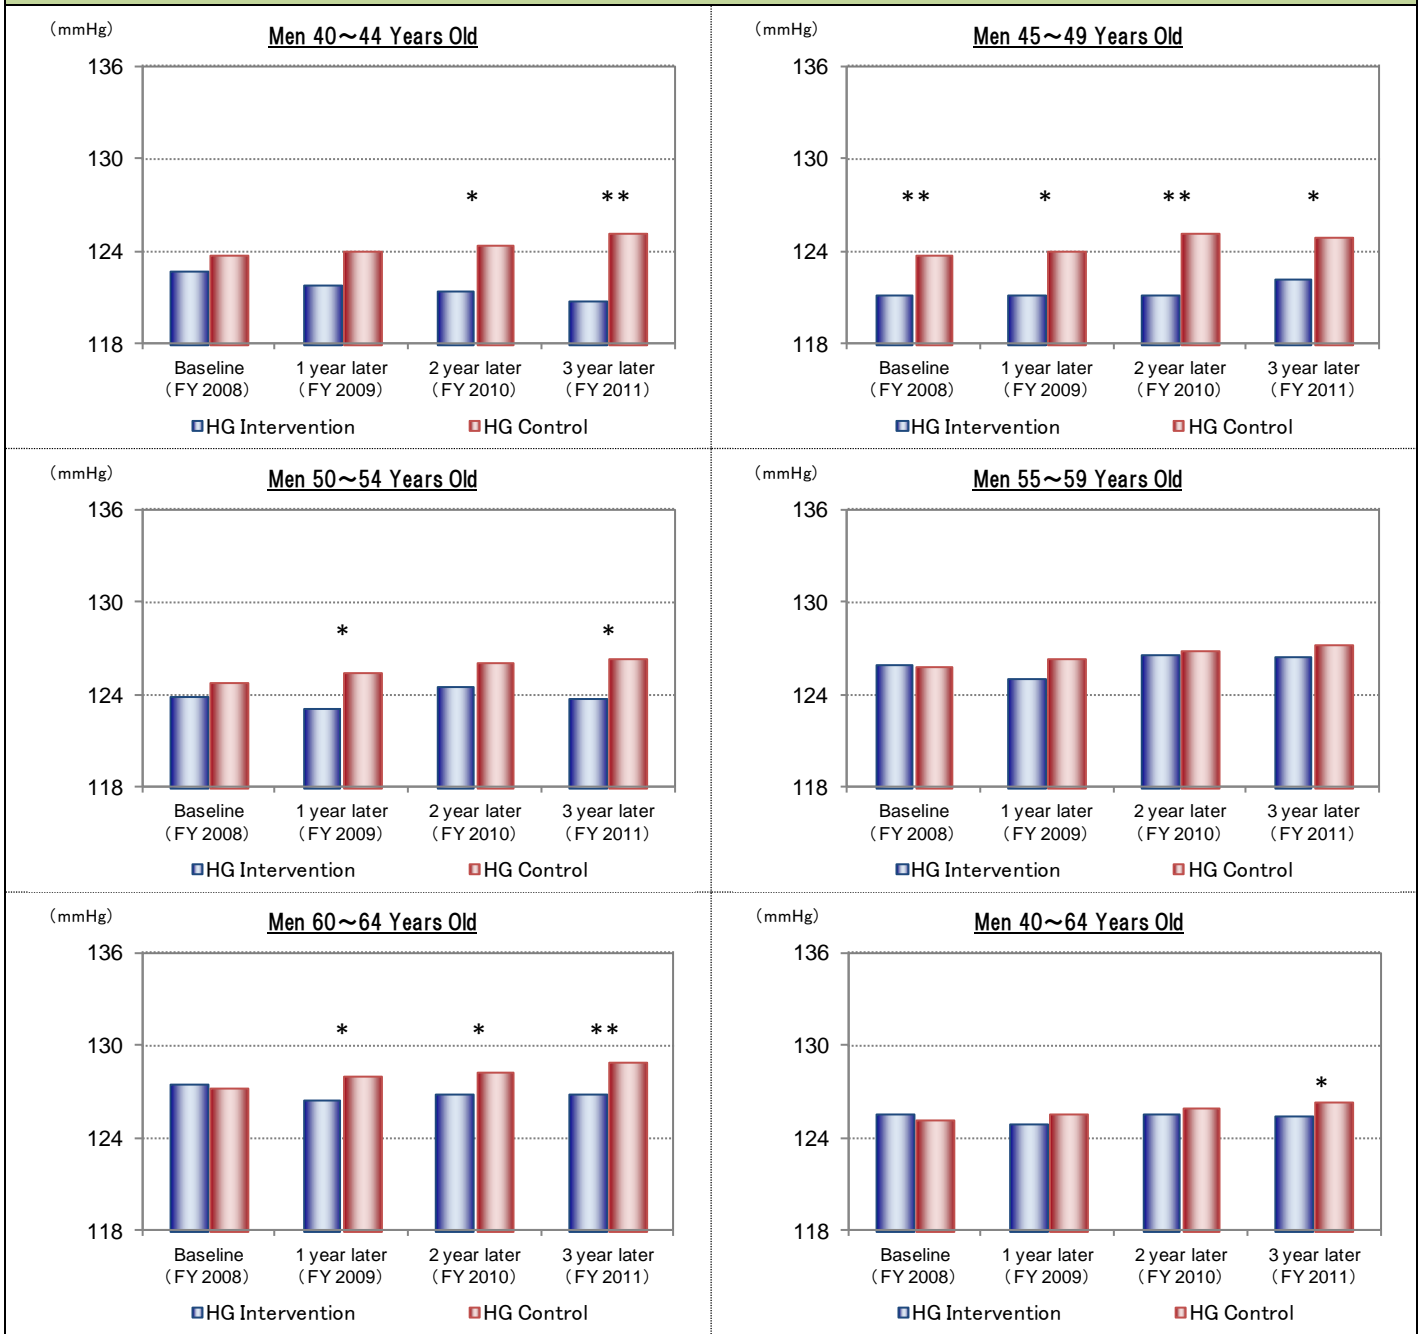 (mmHg)
Men 40～44 Years Old
136
130
* **
124
118
Baseline 1 year later 2 year later 3 year later
(FY 2008) (FY 2009) (FY 2010) (FY 2011)
HG Intervention HG Control
(mmHg)
Men 45～49 Years Old
136
130
** * ** *
124
118
Baseline 1 year later 2 year later 3 year later
(FY 2008) (FY 2009) (FY 2010) (FY 2011)
HG Intervention HG Control
(mmHg)
Men 50～54 Years Old
136
130
* *
124
118
Baseline 1 year later 2 year later 3 year later
(FY 2008) (FY 2009) (FY 2010) (FY 2011)
HG Intervention HG Control
(mmHg)
Men 55～59 Years Old
136
130
124
118
Baseline 1 year later 2 year later 3 year later
(FY 2008) (FY 2009) (FY 2010) (FY 2011)
HG Intervention HG Control
(mmHg)
Men 60～64 Years Old
136
* * **
130
124
118
Baseline 1 year later 2 year later 3 year later
(FY 2008) (FY 2009) (FY 2010) (FY 2011)
HG Intervention HG Control
(mmHg)
Men 40～64 Years Old
136
130
*
124
118
Baseline 1 year later 2 year later 3 year later
(FY 2008) (FY 2009) (FY 2010) (FY 2011)
HG Intervention HG Control